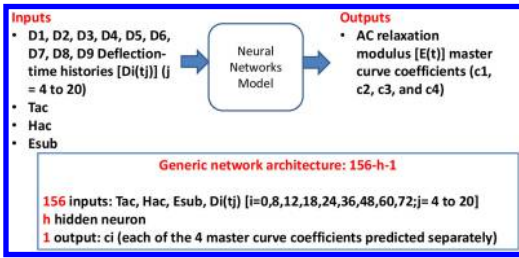 Inputs
• D1, D2, D3, D4, D5, D6,
D7, D8, D9 Deflection-
time histories [Di(tj)] (j
= 4 to 20)
• Tac
• Hac
• Esub
Neural
Networks
Model
Outputs
• AC relaxation
modulus [E(t)] master
curve coefficients (c1,
c2, c3, and c4)
Generic network architecture: 156-h-1
156 inputs: Tac, Hac, Esub, Di(tj) [i=0,8,12,18,24,36,48,60,72;j= 4 to 20]
h hidden neuron
1 output: ci (each of the 4 master curve coefficients predicted separately)